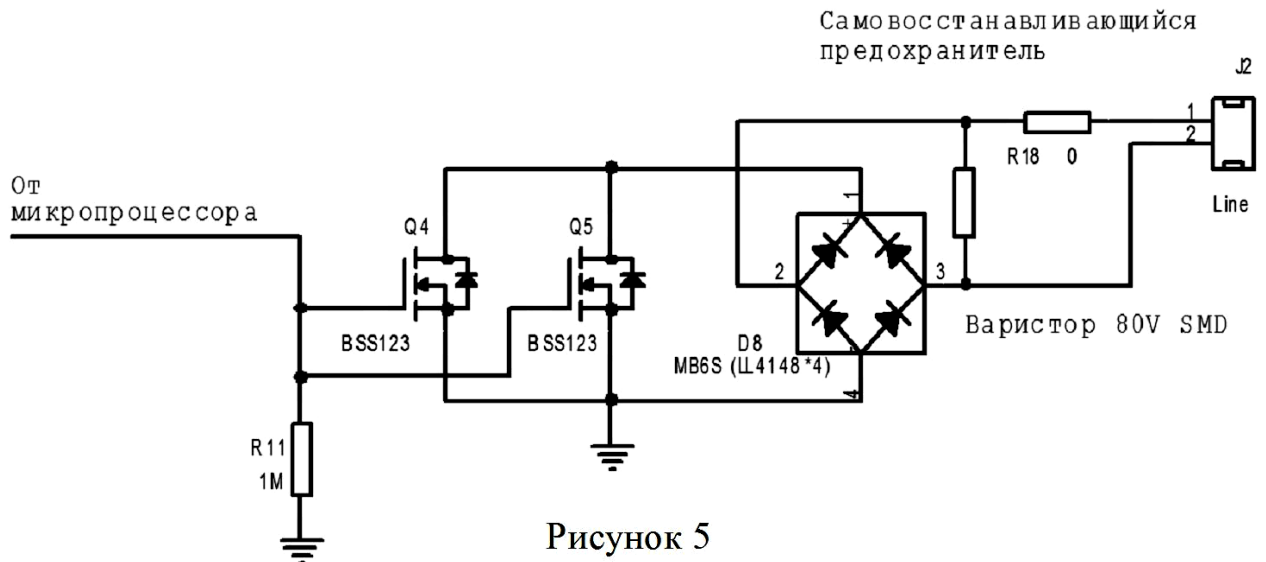 Самовосстанавливающийся
предохранитель
J2
1
2
R18 0
Line
От
микропроцессора
Q4
Q5
1
+
2
3
BSS123
BSS123
D8
MB6S (LL4148*4)
4
Варистор 80V SMD
R11
1M
Рисунок 5